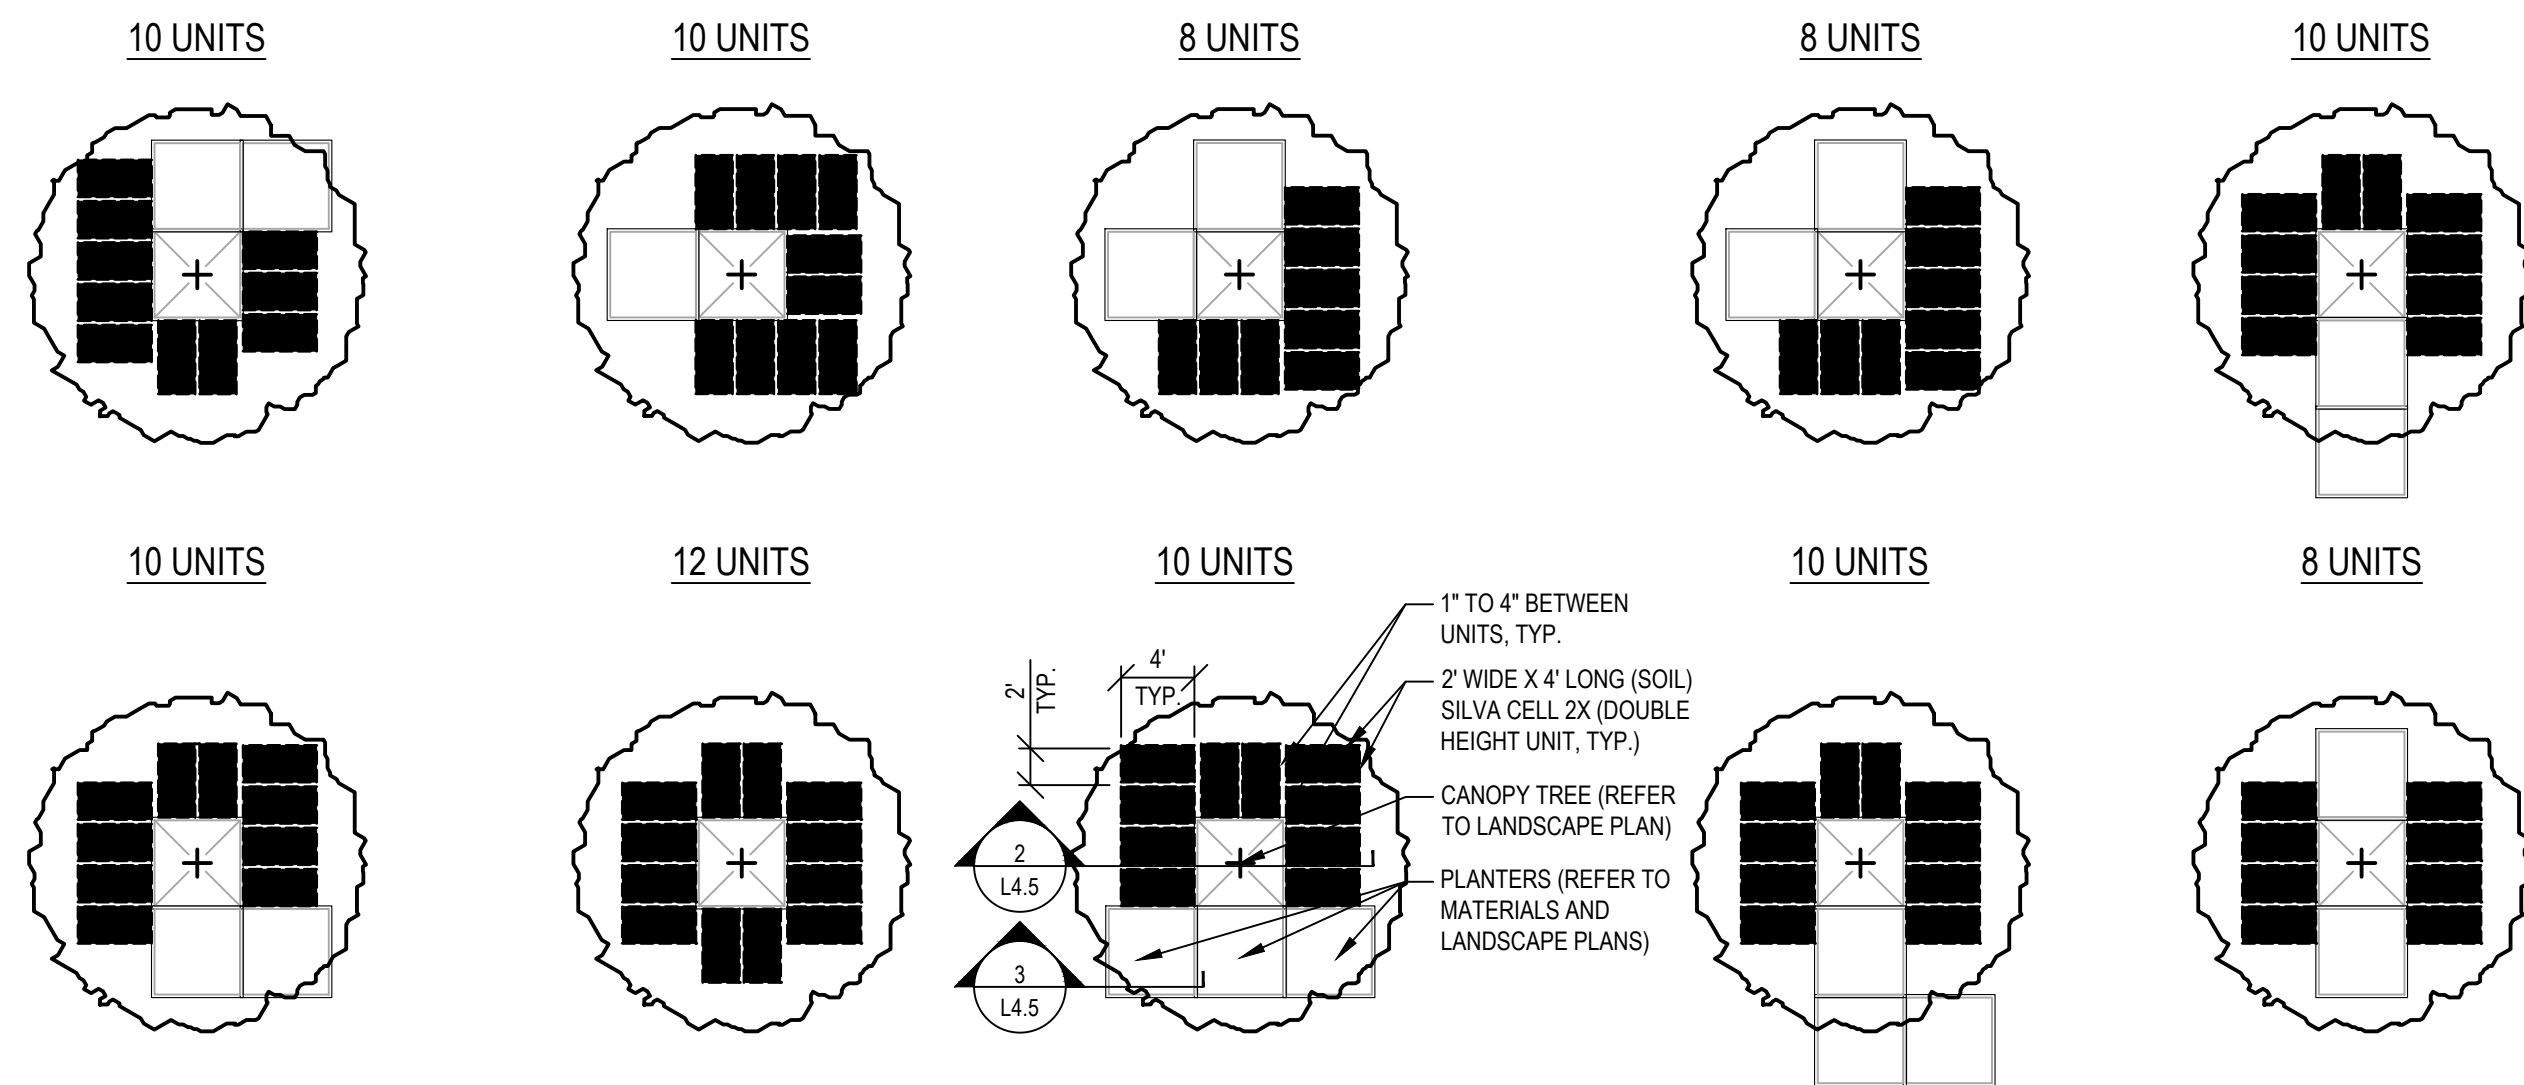 10 UNITS
10 UNITS
8 UNITS
8 UNITS
10 UNITS
10 UNITS
12 UNITS
10 UNITS
10 UNITS
8 UNITS
1" TO 4" BETWEEN
UNITS, TYP.
2' WIDE X 4' LONG (SOIL)
SILVA CELL 2X (DOUBLE
HEIGHT UNIT, TYP.)
CANOPY TREE (REFER
TO LANDSCAPE PLAN)
PLANTERS (REFER TO
MATERIALS AND
LANDSCAPE PLANS)
4'
TYP.
2'
TYP.
2
L4.5
3
L4.5